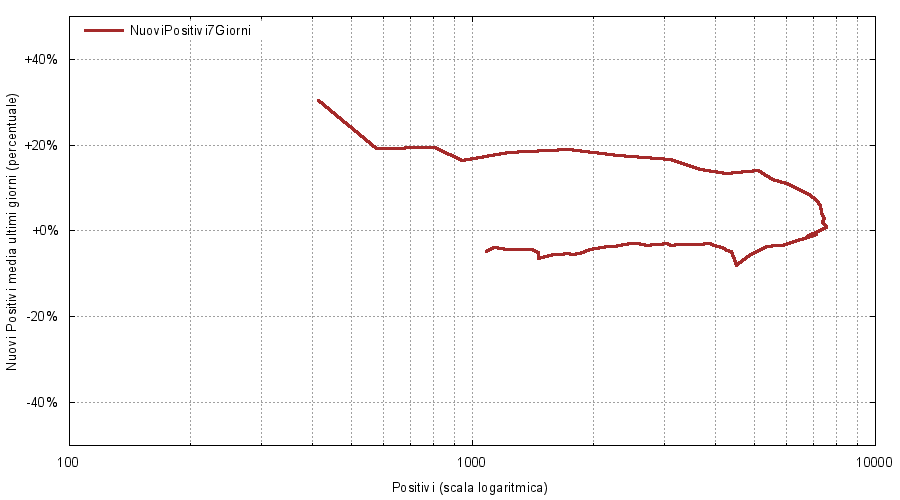 NuoviPositivi7Giorni
+40%
+20%
+0%
-20%
-40%
Nuovi Positivi media ultimi giorni (percentuale)
100
1000
10000
Positivi (scala logaritmica)